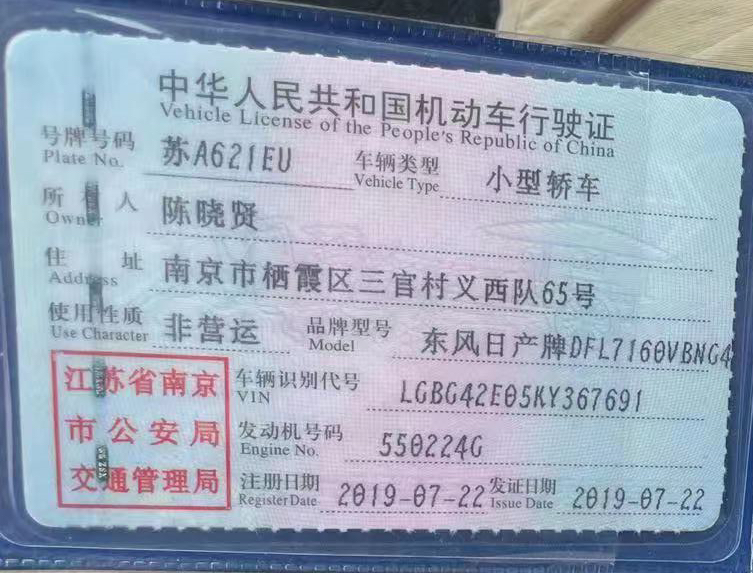 中华人民共和国机动车行驶证
Vehicle License of the People's Republic of China
号牌号码 苏A621EU 车辆类型 小型轿车
Plate No. Vehicle Type
所有人 陈晓贤
Owner
住址 南京市栖霞区三官村义西队65号
Address
使用性质 非营运 品牌型号 东风日产牌DFL7160VBNG4
Use Character Model
江苏省南京 车辆识别代号 LGBG42E05KY367691
VIN
市公安局 发动机号码 550224G
Engine No.
交通管理局 注册日期 2019-07-22 发证日期 2019-07-22
Register Date Issue Date